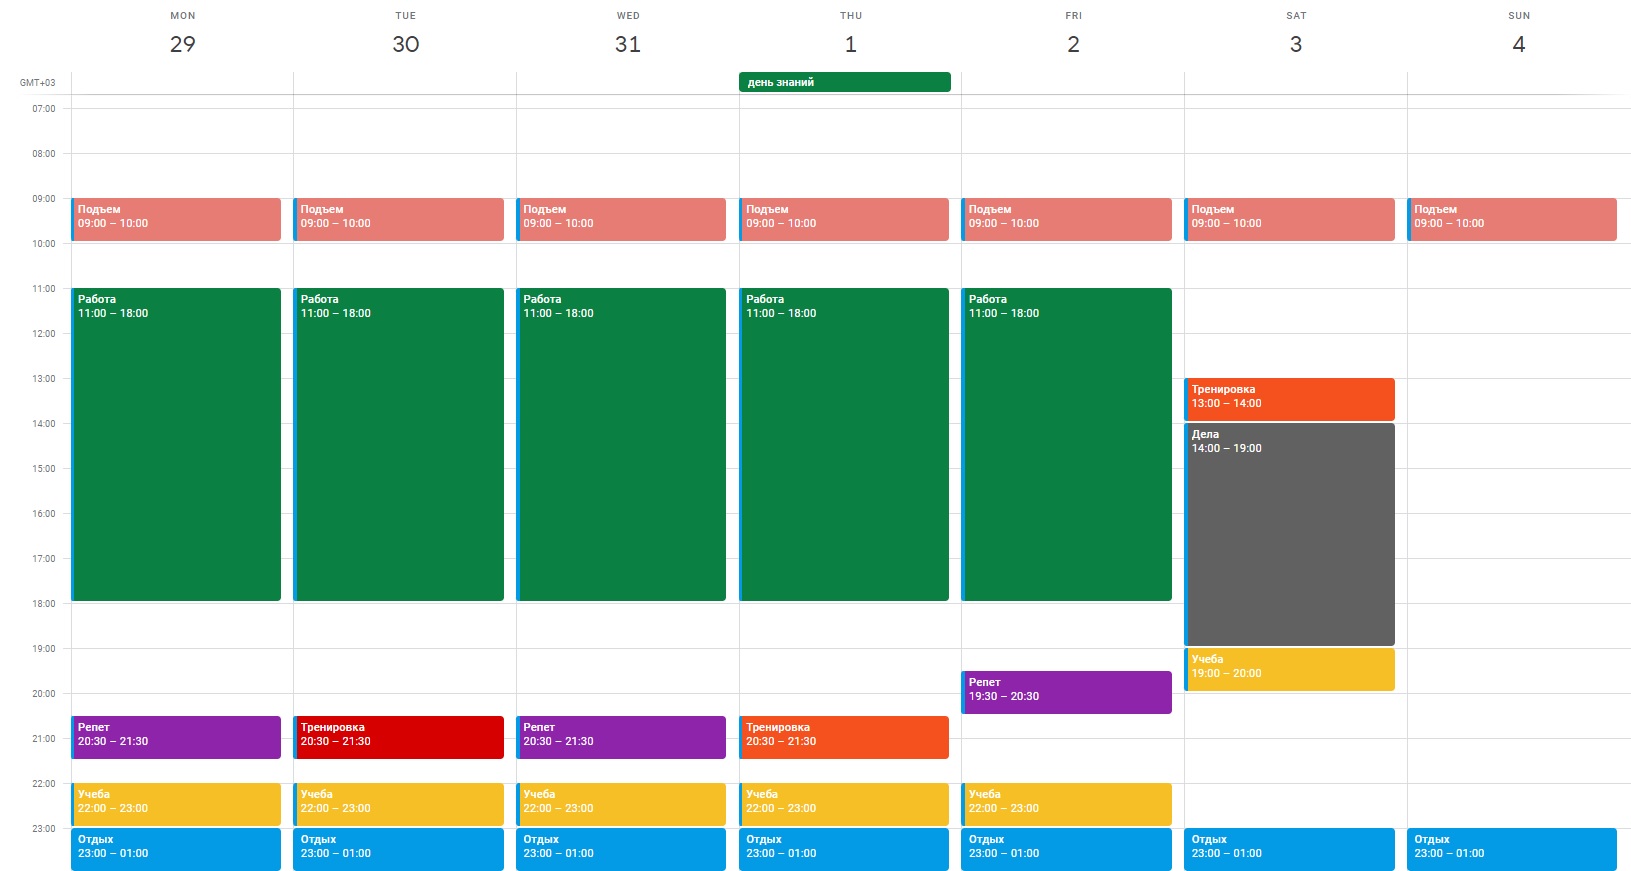 MON TUE WED THU FRI SAT SUN
29 30 31 1 2 3 4
GMT+03 день знаний
07:00
08:00
09:00
Подъем Подъем Подъем Подъем Подъем Подъем Подъем
09:00 – 10:00 09:00 – 10:00 09:00 – 10:00 09:00 – 10:00 09:00 – 10:00 09:00 – 10:00 09:00 – 10:00
10:00
11:00
Работа Работа Работа Работа Работа
11:00 – 18:00 11:00 – 18:00 11:00 – 18:00 11:00 – 18:00 11:00 – 18:00
12:00
13:00
Тренировка
13:00 – 14:00
14:00
Дела
14:00 – 19:00
15:00
16:00
17:00
18:00
19:00
Учеба
19:00 – 20:00
Репет
20:00
19:30 – 20:30
Репет Тренировка Репет Тренировка
21:00
20:30 – 21:30 20:30 – 21:30 20:30 – 21:30 20:30 – 21:30
22:00
Учеба Учеба Учеба Учеба Учеба
22:00 – 23:00 22:00 – 23:00 22:00 – 23:00 22:00 – 23:00 22:00 – 23:00
23:00
Отдых Отдых Отдых Отдых Отдых Отдых Отдых
23:00 – 01:00 23:00 – 01:00 23:00 – 01:00 23:00 – 01:00 23:00 – 01:00 23:00 – 01:00 23:00 – 01:00